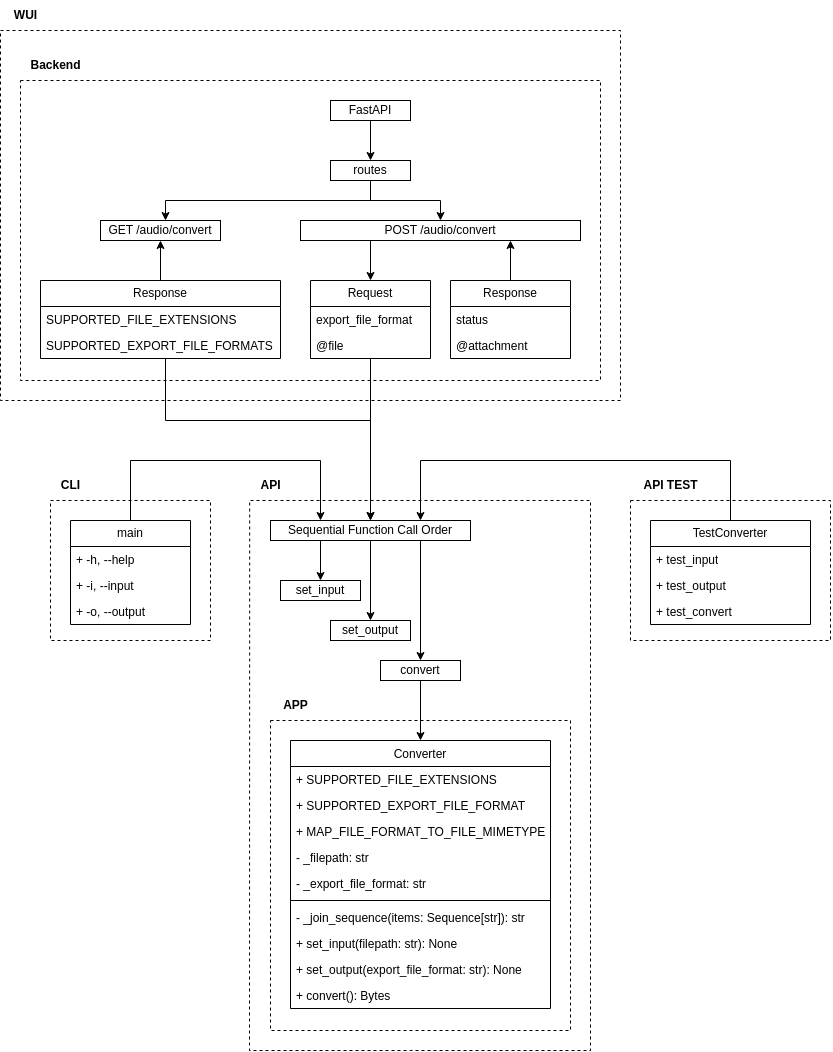 WUI
Backend
FastAPI
routes
GET /audio/convert
POST /audio/convert
Response
SUPPORTED_FILE_EXTENSIONS
SUPPORTED_EXPORT_FILE_FORMATS
Request
export_file_format
@file
Response
status
@attachment
CLI
main
+ -h, --help
+ -i, --input
+ -o, --output
API
Sequential Function Call Order
set_input
set_output
convert
API TEST
TestConverter
+ test_input
+ test_output
+ test_convert
APP
Converter
+ SUPPORTED_FILE_EXTENSIONS
+ SUPPORTED_EXPORT_FILE_FORMAT
+ MAP_FILE_FORMAT_TO_FILE_MIMETYPE
- _filepath: str
- _export_file_format: str
- _join_sequence(items: Sequence[str]): str
+ set_input(filepath: str): None
+ set_output(export_file_format: str): None
+ convert(): Bytes